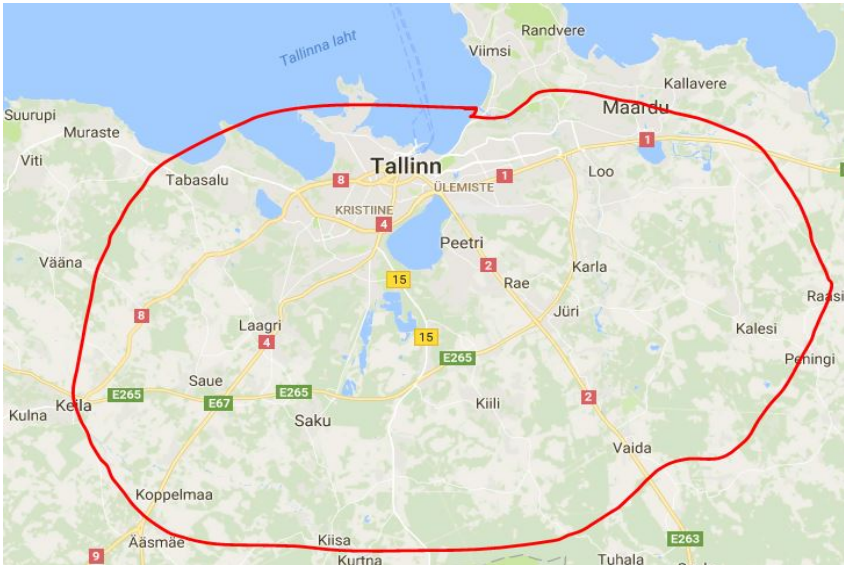 Randvere
Tallinna laht
Viimsi
Kallavere
Maardu
Suurupi
Muraste
1
Viti
Tallinn
Loo
Tabasalu
8
1
ÜLEMISTE
KRISTIINE
4
Peetri
Vääna
2
Karla
15
Rae
Raasi
8
Jüri
Laagri
Kalesi
15
4
E265
Peningi
Saue
E265
E265
2
Keila
E67
Kiili
Kulna
Saku
Vaida
Koppelmaa
Kiisa
E263
Ääsmäe
9
Kurtna
Tuhala